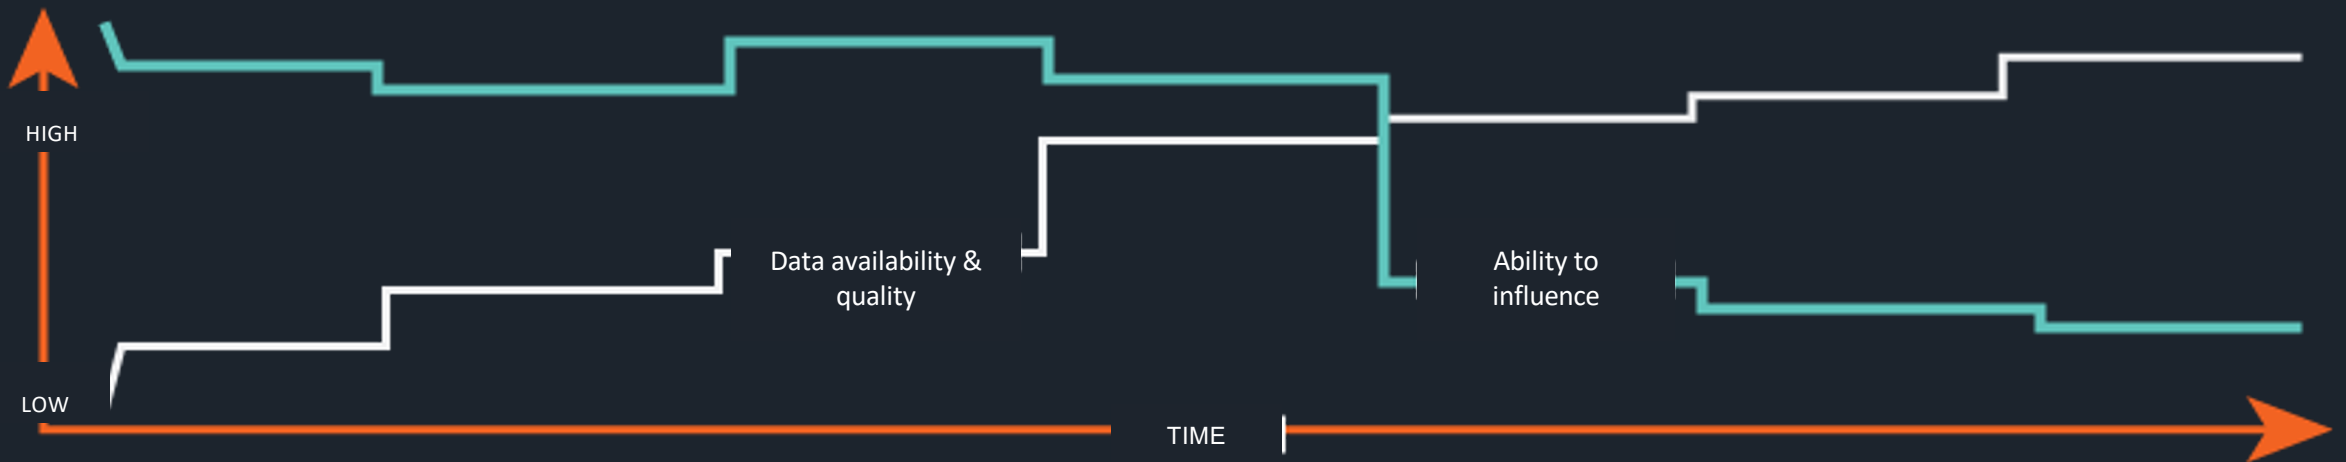 HIGH
Data availability &
quality
Ability to
influence
LOW
TIME